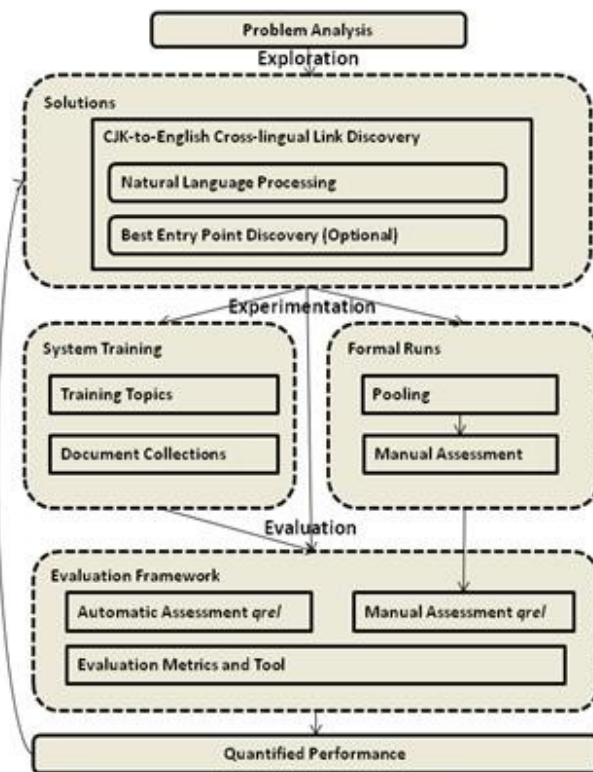 Problem Analysis
Exploration
Solutions
CJK-to-English Cross-lingual Link Discovery
Natural Language Processing
Best Entry Point Discovery (Optional)
Experimentation
System Training
Training Topics
Document Collections
Formal Runs
Pooling
Manual Assessment
Evaluation
Evaluation Framework
Automatic Assessment qrel
Manual Assessment qrel
Evaluation Metrics and Tool
Quantified Performance